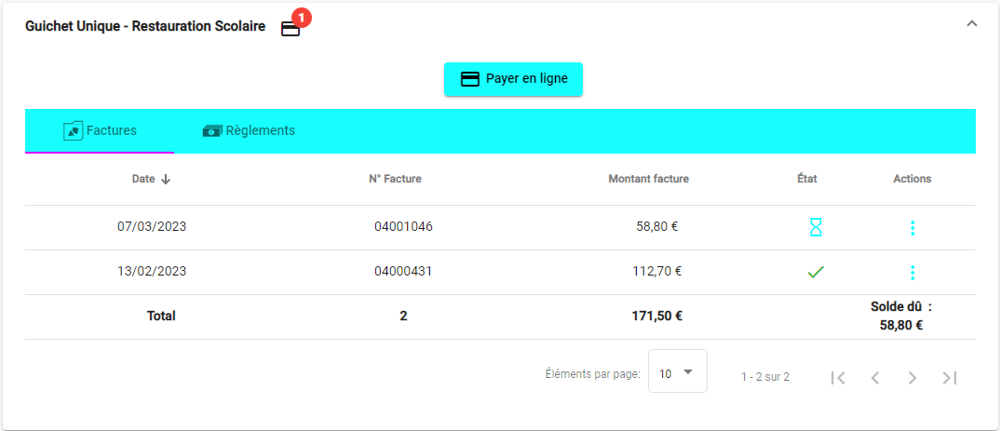 Guichet Unique - Restauration Scolaire 1
Payer en ligne
Factures Règlements
Date N° Facture Montant facture État Actions
07/03/2023 04001046 58,80 €
13/02/2023 04000431 112,70 €
Total 2 171,50 € Solde dû :
58,80 €
Éléments par page: 10 1 - 2 sur 2